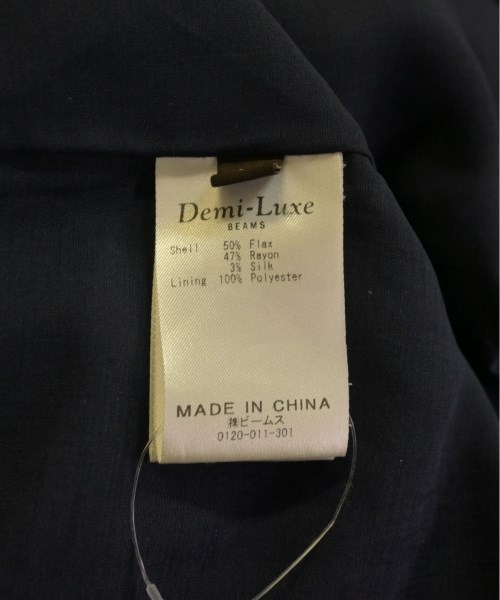 Demi-Luxe
BEAMS
Shell 50% Flax
47% Rayon
3% Silk
Lining 100% Polyester
MADE IN CHINA
㈱ビームス
0120-011-301